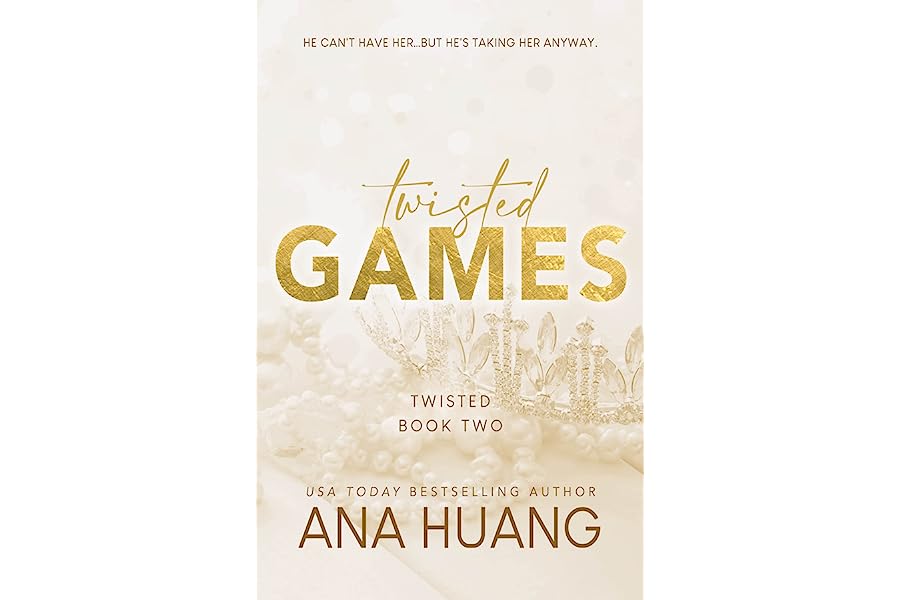 HE CAN'T HAVE HER...BUT HE'S TAKING HER ANYWAY.
twisted
GAMES
TWISTED
BOOK TWO
USA TODAY BESTSELLING AUTHOR
ANA HUANG